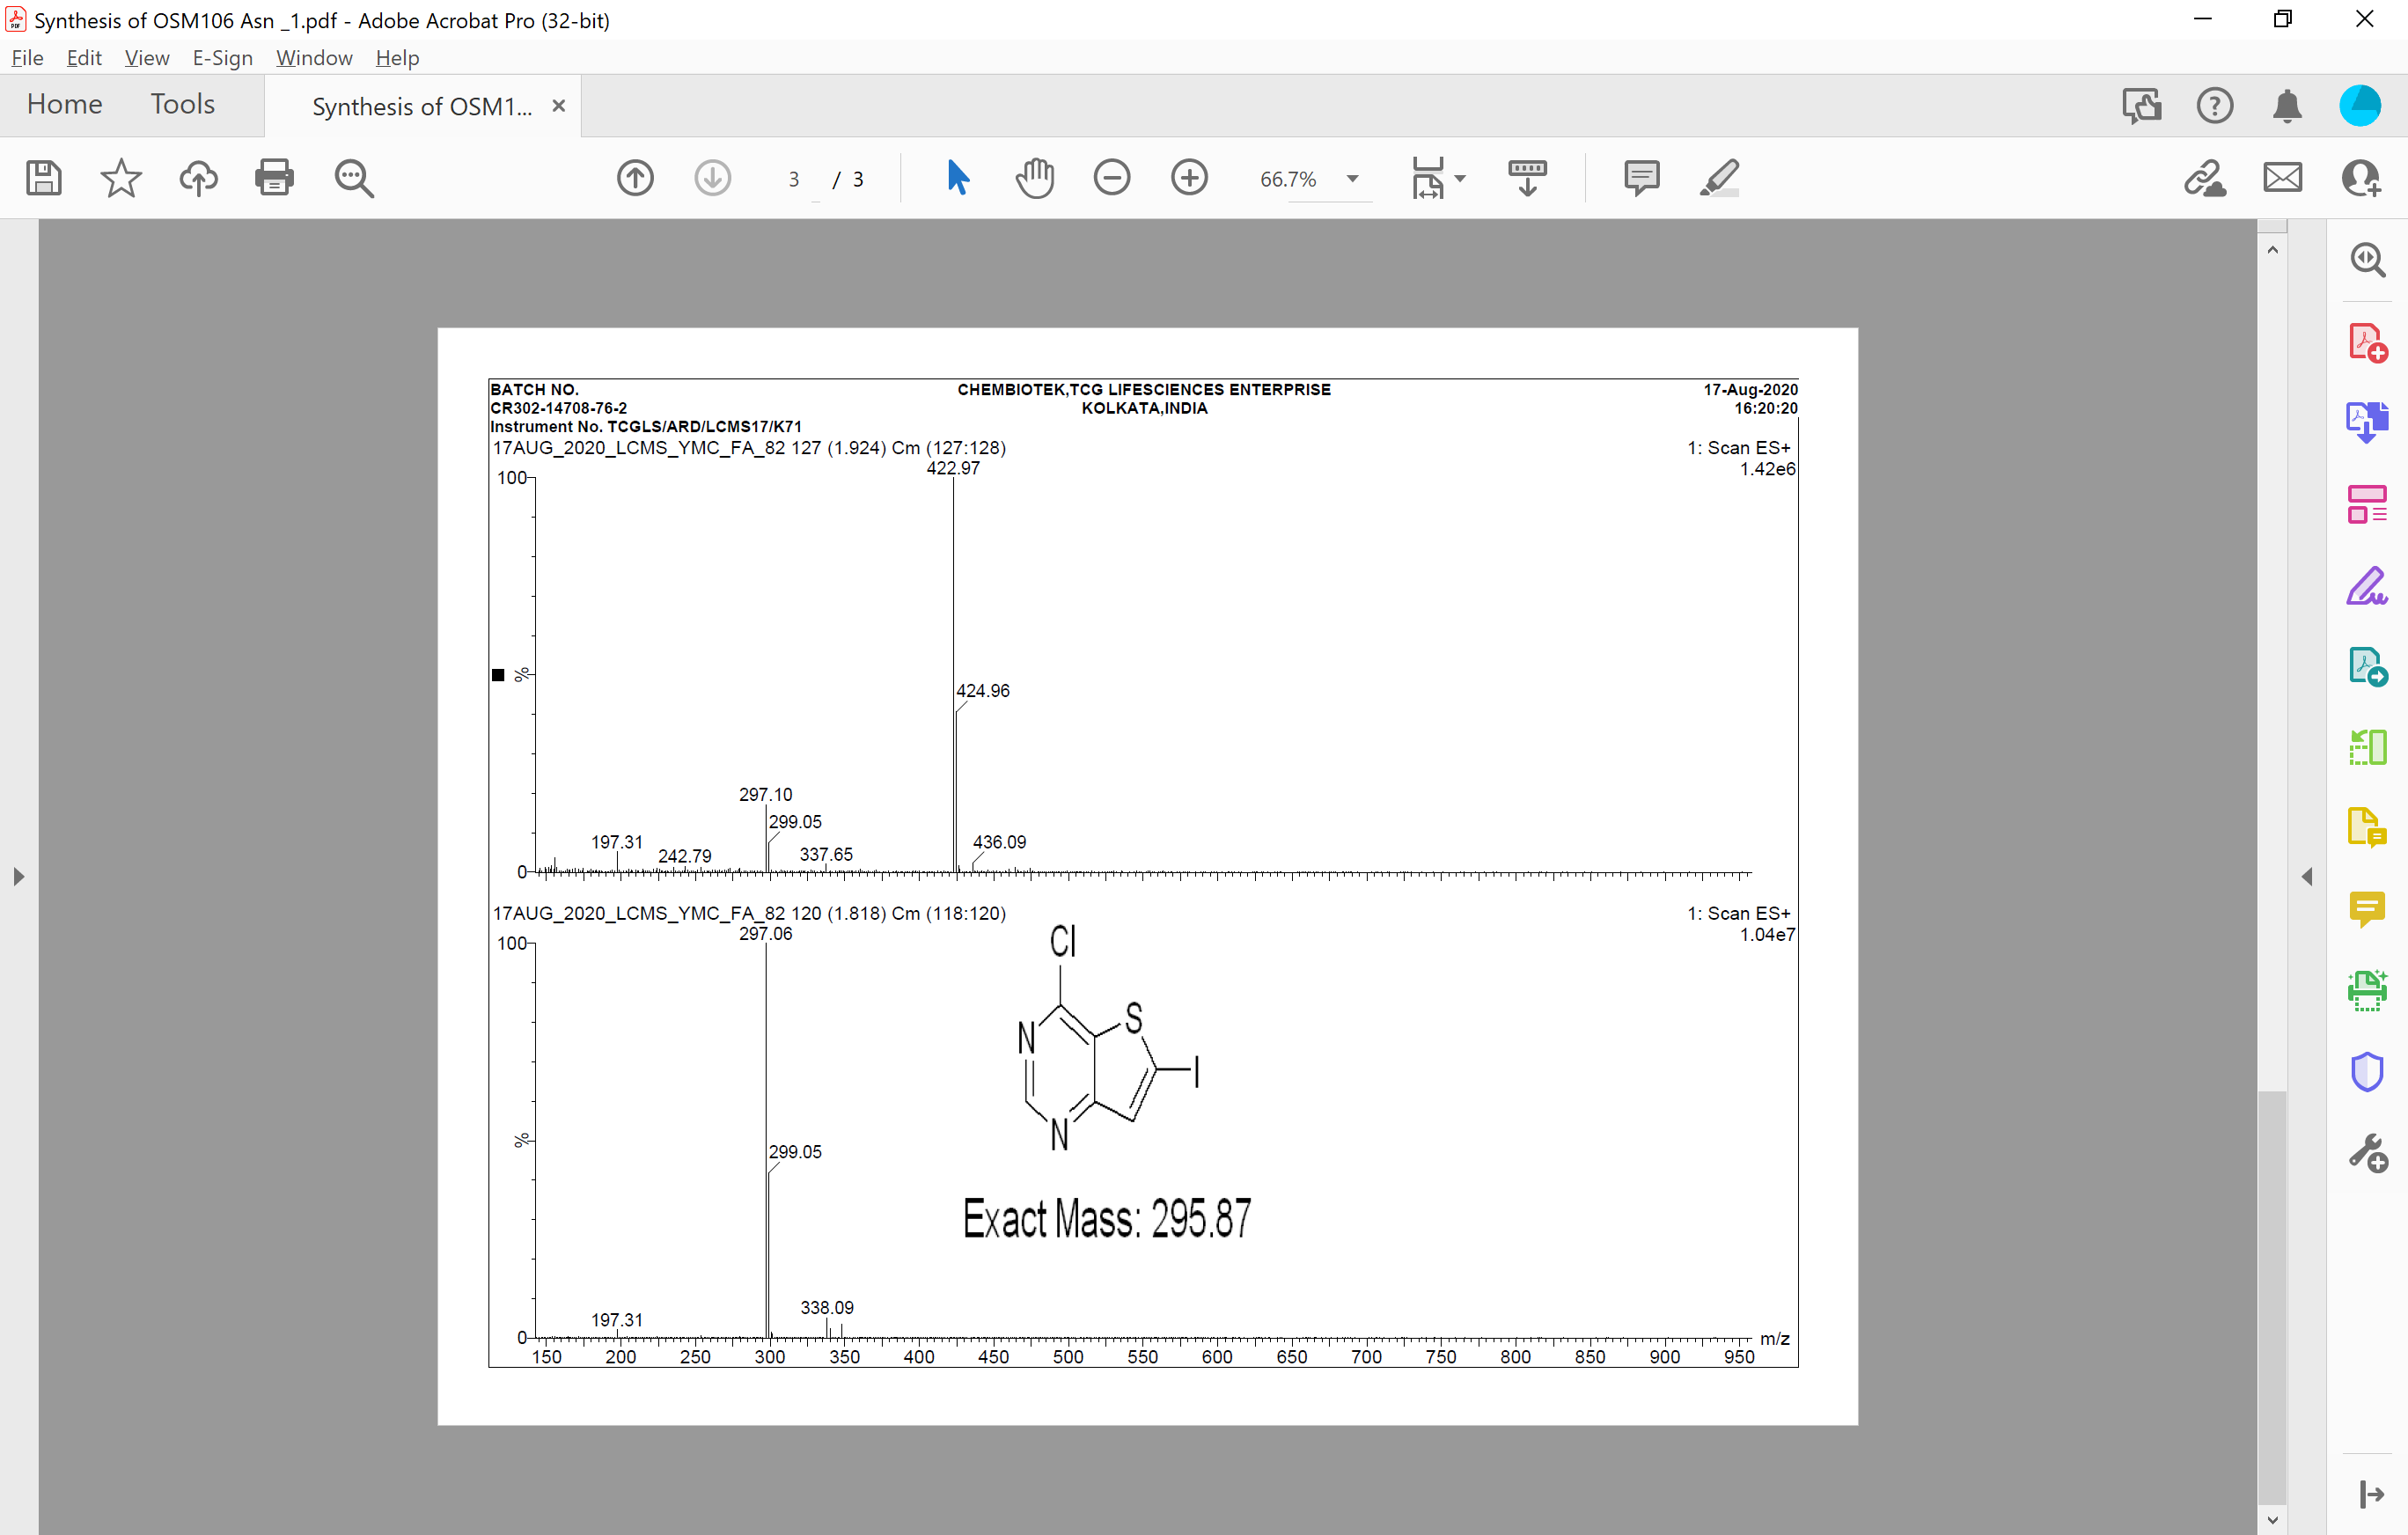 Synthesis of OSM106 Asn _1.pdf - Adobe Acrobat Pro (32-bit)
File Edit View E-Sign Window Help
Home Tools Synthesis of OSM1... ×
3 / 3 66.7%
BATCH NO. CHEMBIOTEK,TCG LIFESCIENCES ENTERPRISE 17-Aug-2020
CR302-14708-76-2 KOLKATA,INDIA 16:20:20
Instrument No. TCGLS/ARD/LCMS17/K71
17AUG_2020_LCMS_YMC_FA_82 127 (1.924) Cm (127:128) 1: Scan ES+
422.97 1.42e6
100
%
424.96
297.10
299.05
197.31
436.09
242.79
337.65
0
17AUG_2020_LCMS_YMC_FA_82 120 (1.818) Cm (118:120) 1: Scan ES+
297.06 1.04e7
100
Cl
S
N
I
N
%
299.05
Exact Mass: 295.87
338.09
197.31
0 m/z
150 200 250 300 350 400 450 500 550 600 650 700 750 800 850 900 950